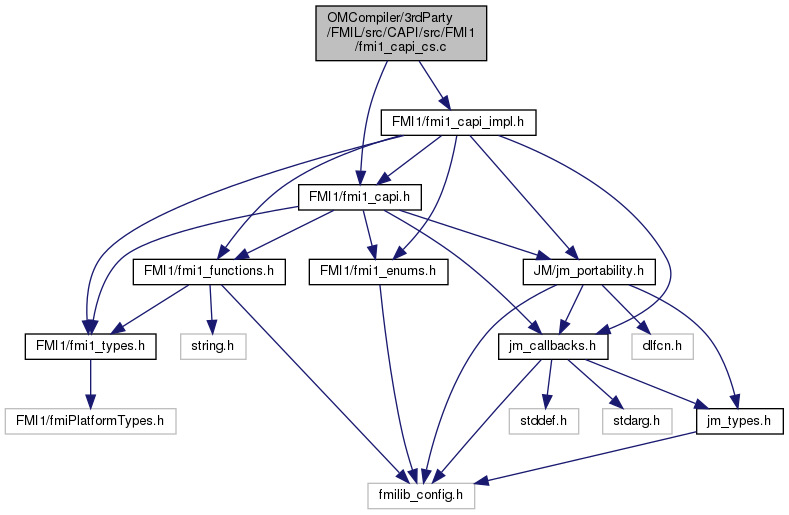 OMCompiler/3rdParty
/FMIL/src/CAPI/src/FMI1
/fmi1_capi_cs.c
FMI1/fmi1_capi_impl.h
FMI1/fmi1_capi.h
FMI1/fmi1_functions.h
FMI1/fmi1_enums.h
JM/jm_portability.h
FMI1/fmi1_types.h
string.h
jm_callbacks.h
dlfcn.h
FMI1/fmiPlatformTypes.h
stddef.h
stdarg.h
jm_types.h
fmilib_config.h